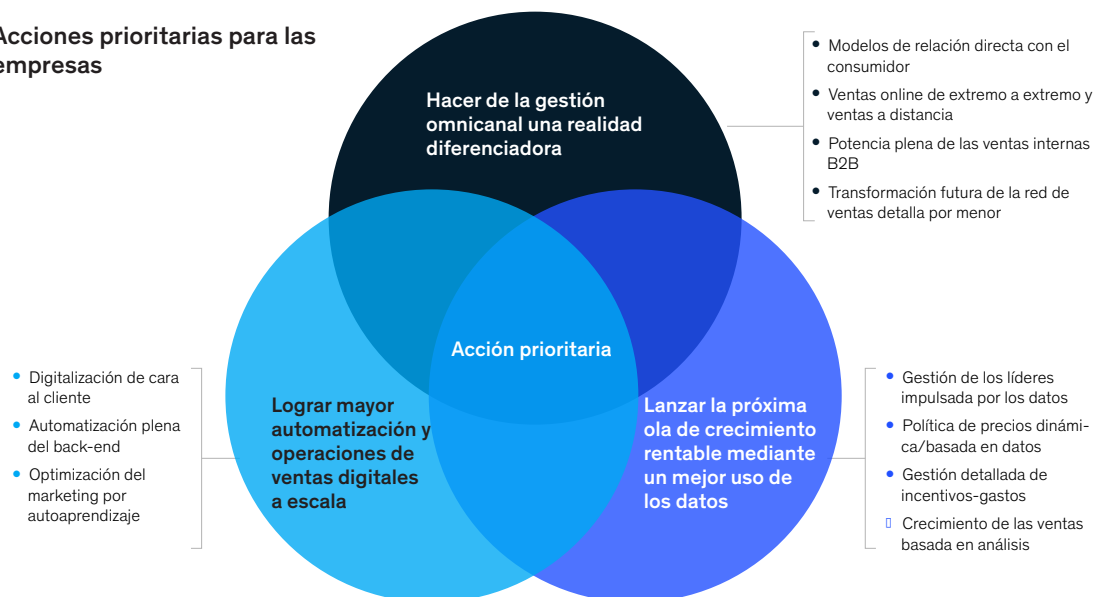 Acciones prioritarias para las
empresas
Hacer de la gestión
omnicanal una realidad
diferenciadora
• Modelos de relación directa con el
consumidor
• Ventas online de extremo a extremo y
ventas a distancia
• Potencia plena de las ventas internas
B2B
• Transformación futura de la red de
ventas detalla por menor
Acción prioritaria
• Digitalización de cara
al cliente
• Automatización plena
del back-end
• Optimización del
marketing por
autoaprendizaje
Lograr mayor
automatización y
operaciones de
ventas digitales
a escala
Lanzar la próxima
ola de crecimiento
rentable mediante
un mejor uso de
los datos
• Gestión de los líderes
impulsada por los datos
• Política de precios dinámi-
ca/basada en datos
• Gestión detallada de
incentivos-gastos
▯ Crecimiento de las ventas
basada en análisis